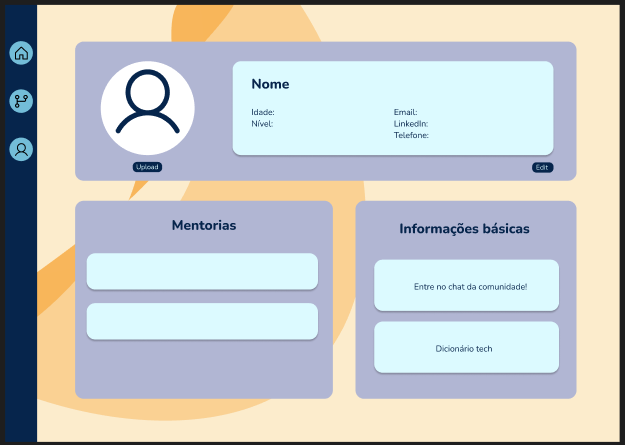 Nome
Idade:
Nível:
Email:
LinkedIn:
Telefone:
Upload
Edit
Mentorias
Informações básicas
Entre no chat da comunidade!
Dicionário tech